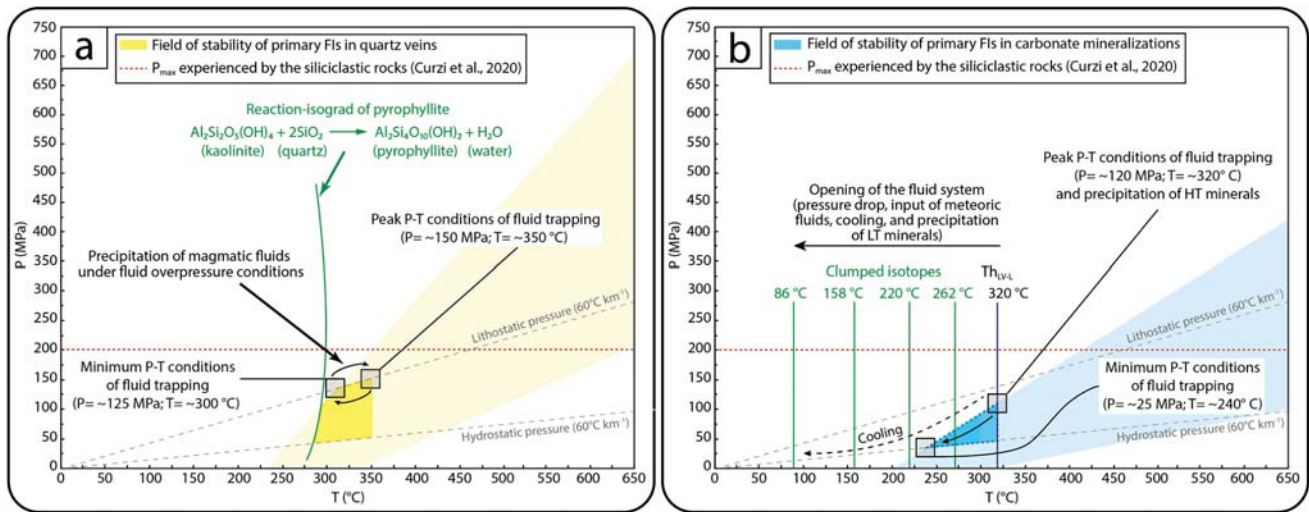 a
Field of stability of primary FIs in quartz veins
Pmax experienced by the siliciclastic rocks (Curzi et al., 2020)
Reaction-isograd of pyrophyllite
Al₂Si₂O₅(OH)₄ + 2SiO₂ → Al₂Si₄O₁₀(OH)₂ + H₂O
(kaolinite) (quartz) (pyrophyllite) (water)
Peak P-T conditions of fluid trapping
(P= ~150 MPa; T= ~350 °C)
Precipitation of magmatic fluids
under fluid overpressure conditions
Minimum P-T conditions
of fluid trapping
(P= ~125 MPa; T= ~300 °C)
Lithostatic pressure (60°C km⁻¹)
Hydrostatic pressure (60°C km⁻¹)
P (MPa)
750
700
650
600
550
500
450
400
350
300
250
200
150
100
50
0
0 50 100 150 200 250 300 350 400 450 500 550 600 650
T (°C)
b
Field of stability of primary FIs in carbonate mineralizations
Pmax experienced by the siliciclastic rocks (Curzi et al., 2020)
Peak P-T conditions of fluid trapping
(P= ~120 MPa; T= ~320° C)
and precipitation of HT minerals
Opening of the fluid system
(pressure drop, input of meteoric
fluids, cooling, and precipitation
of LT minerals)
Clumped isotopes
ThLV-L
86 °C 158 °C 220 °C 262 °C 320 °C
Lithostatic pressure (60°C km⁻¹)
Minimum P-T conditions
of fluid trapping
(P= ~25 MPa; T= ~240° C)
Cooling
Hydrostatic pressure (60°C km⁻¹)
P (MPa)
750
700
650
600
550
500
450
400
350
300
250
200
150
100
50
0
0 50 100 150 200 250 300 350 400 450 500 550 600 650
T (°C)